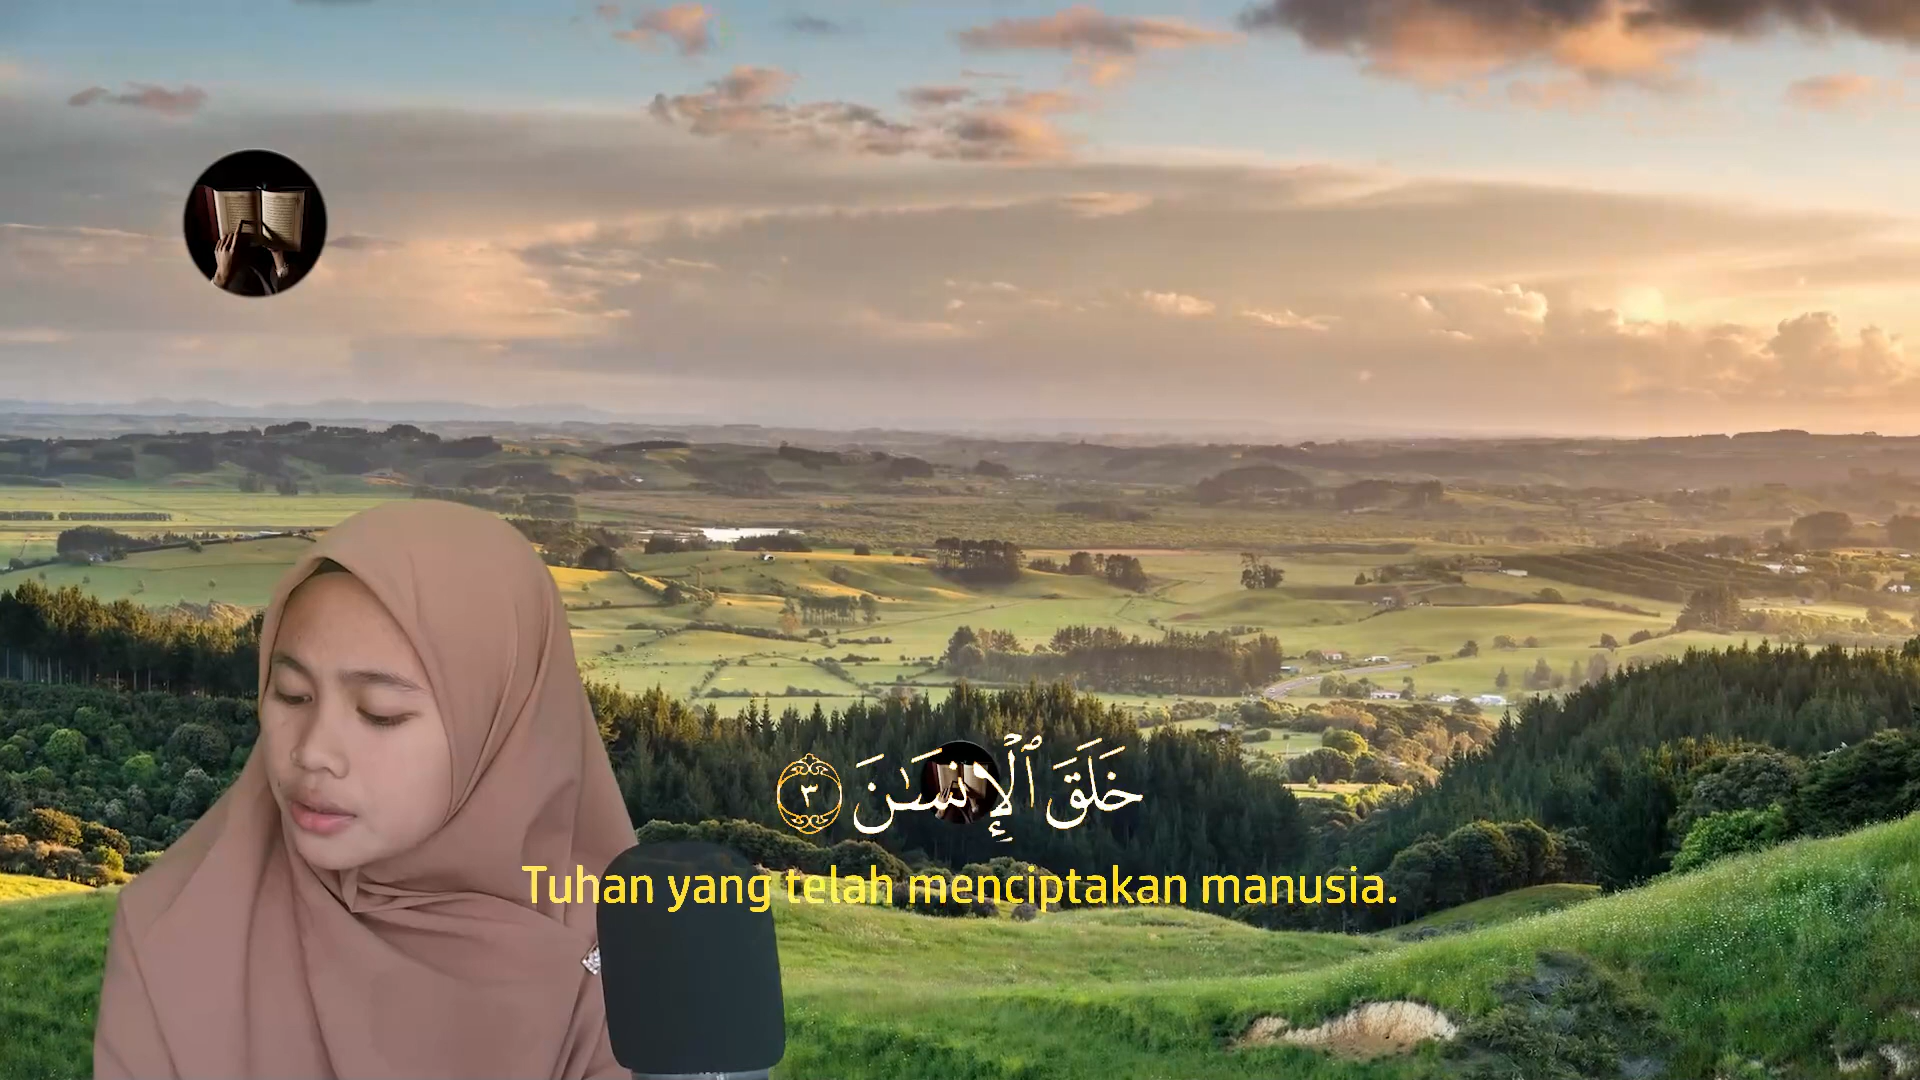 خَلَقَ ٱلْإِنسَـٰنَ ٣
Tuhan yang telah menciptakan manusia.